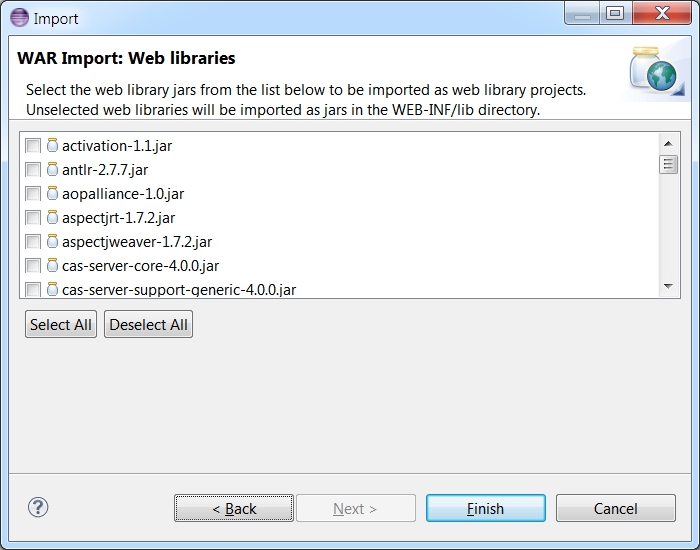 Import
WAR Import: Web libraries
Select the web library jars from the list below to be imported as web library projects.
Unselected web libraries will be imported as jars in the WEB-INF/lib directory.
activation-1.1.jar
antlr-2.7.7.jar
aopalliance-1.0.jar
aspectjrt-1.7.2.jar
aspectjweaver-1.7.2.jar
cas-server-core-4.0.0.jar
cas-server-support-generic-4.0.0.jar
Select All Deselect All
? < Back Next > Finish Cancel